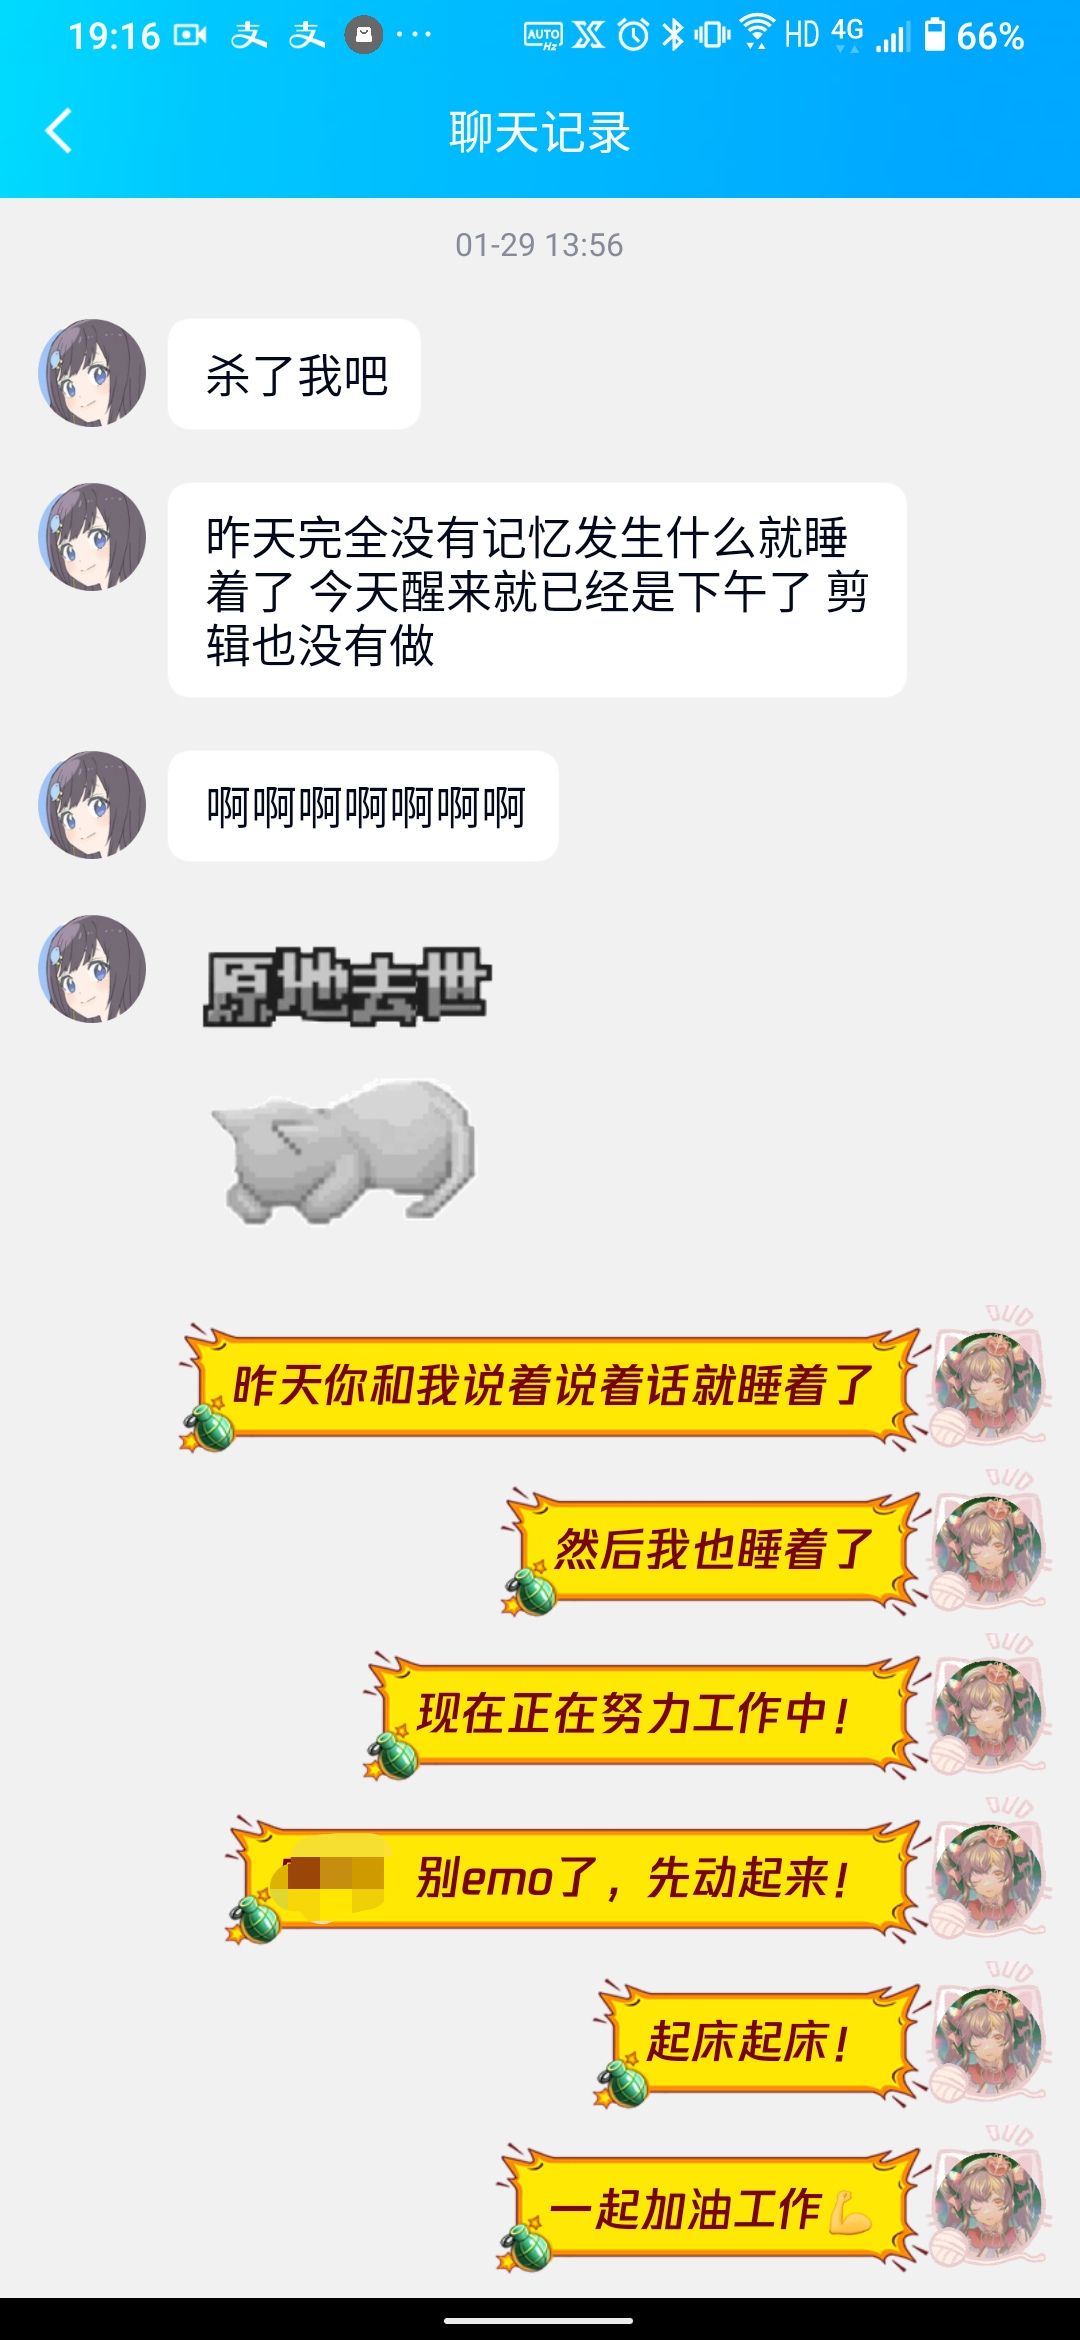 19:16 支 支 ··· AUTO Hz HD 4G 66%
聊天记录
01-29 13:56
杀了我吧
昨天完全没有记忆发生什么就睡
着了 今天醒来就已经是下午了 剪
辑也没有做
啊啊啊啊啊啊啊
原地去世
昨天你和我说着说着话就睡着了
然后我也睡着了
现在正在努力工作中！
别emo了，先动起来！
起床起床！
一起加油工作💪